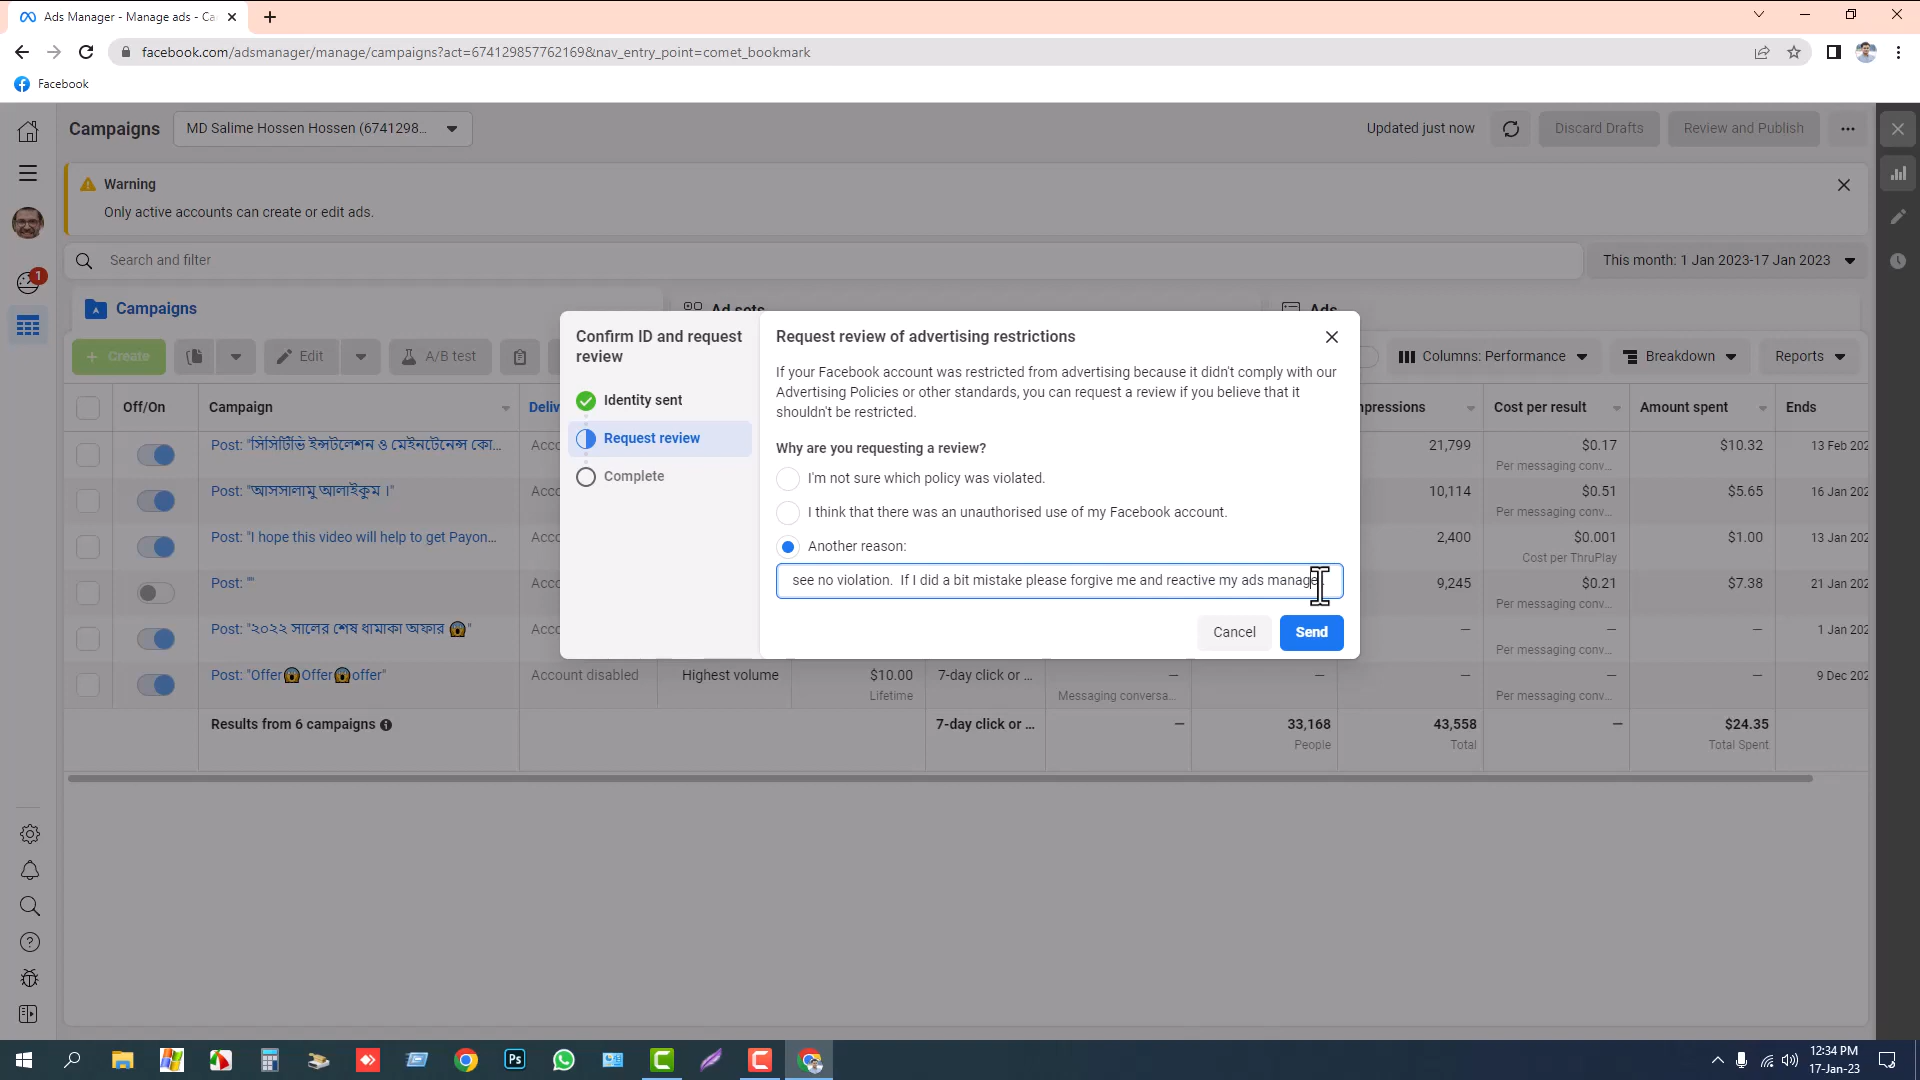 Ads Manager - Manage ads - Ca
facebook.com/adsmanager/manage/campaigns?act=674129857762169&nav_entry_point=comet_bookmark
Facebook
Campaigns
MD Salime Hossen Hossen (6741298...
Updated just now
Discard Drafts
Review and Publish
Warning
Only active accounts can create or edit ads.
1
Search and filter
This month: 1 Jan 2023-17 Jan 2023
Campaigns
Ad sets
Ads
+ Create
Edit
A/B test
Columns: Performance
Breakdown
Reports
Off/On
Campaign
Deliv
mpressions
Cost per result
Amount spent
Ends
Post: "সিসিটিভি ইন্সটলেশন ও মেইনটেনেন্স কো...
Acco
21,799
$0.17
Per messaging conv...
$10.32
13 Feb 202
Post: "আসসালামু আলাইকুম ।"
Acco
10,114
$0.51
Per messaging conv...
$5.65
16 Jan 202
Post: "I hope this video will help to get Payon...
Acco
2,400
$0.001
Cost per ThruPlay
$1.00
13 Jan 202
Post: ""
Acco
9,245
$0.21
Per messaging conv...
$7.38
21 Jan 202
Post: "২০২২ সালের শেষ ধামাকা অফার 😱"
Acco
—
—
Per messaging conv...
—
1 Jan 202
Post: "Offer😱Offer😱offer"
Account disabled
Highest volume
$10.00
Lifetime
7-day click or ...
—
Messaging conversa...
—
—
—
Per messaging conv...
—
9 Dec 202
Results from 6 campaigns
7-day click or ...
—
33,168
People
43,558
Total
—
$24.35
Total Spent
Confirm ID and request
review
Identity sent
Request review
Complete
Request review of advertising restrictions
If your Facebook account was restricted from advertising because it didn't comply with our
Advertising Policies or other standards, you can request a review if you believe that it
shouldn't be restricted.
Why are you requesting a review?
I'm not sure which policy was violated.
I think that there was an unauthorised use of my Facebook account.
Another reason:
see no violation.  If I did a bit mistake please forgive me and reactive my ads manage
Cancel
Send
Ps
12:34 PM
17-Jan-23